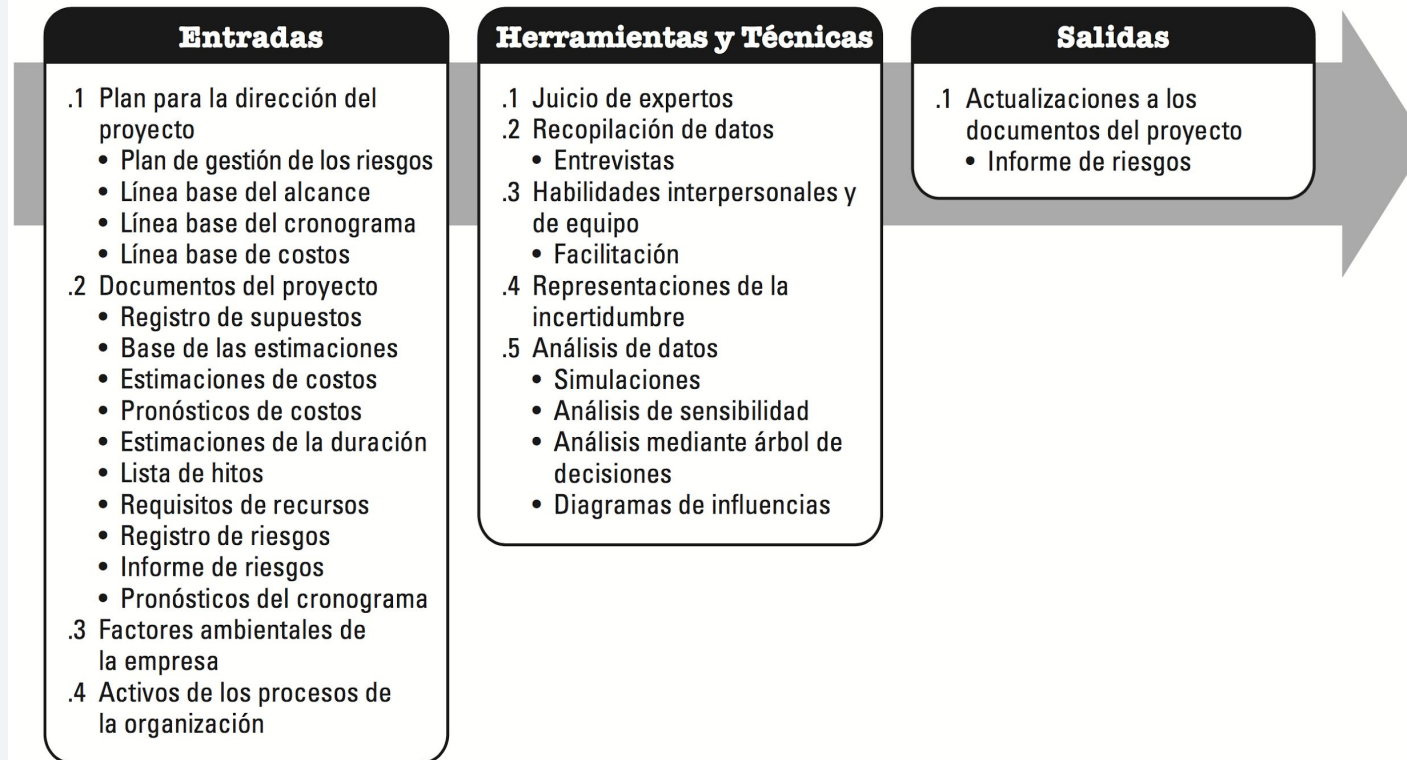 Entradas
.1 Plan para la dirección del
proyecto
• Plan de gestión de los riesgos
• Línea base del alcance
• Línea base del cronograma
• Línea base de costos
.2 Documentos del proyecto
• Registro de supuestos
• Base de las estimaciones
• Estimaciones de costos
• Pronósticos de costos
• Estimaciones de la duración
• Lista de hitos
• Requisitos de recursos
• Registro de riesgos
• Informe de riesgos
• Pronósticos del cronograma
.3 Factores ambientales de
la empresa
.4 Activos de los procesos de
la organización
Herramientas y Técnicas
.1 Juicio de expertos
.2 Recopilación de datos
• Entrevistas
.3 Habilidades interpersonales y
de equipo
• Facilitación
.4 Representaciones de la
incertidumbre
.5 Análisis de datos
• Simulaciones
• Análisis de sensibilidad
• Análisis mediante árbol de
decisiones
• Diagramas de influencias
Salidas
.1 Actualizaciones a los
documentos del proyecto
• Informe de riesgos